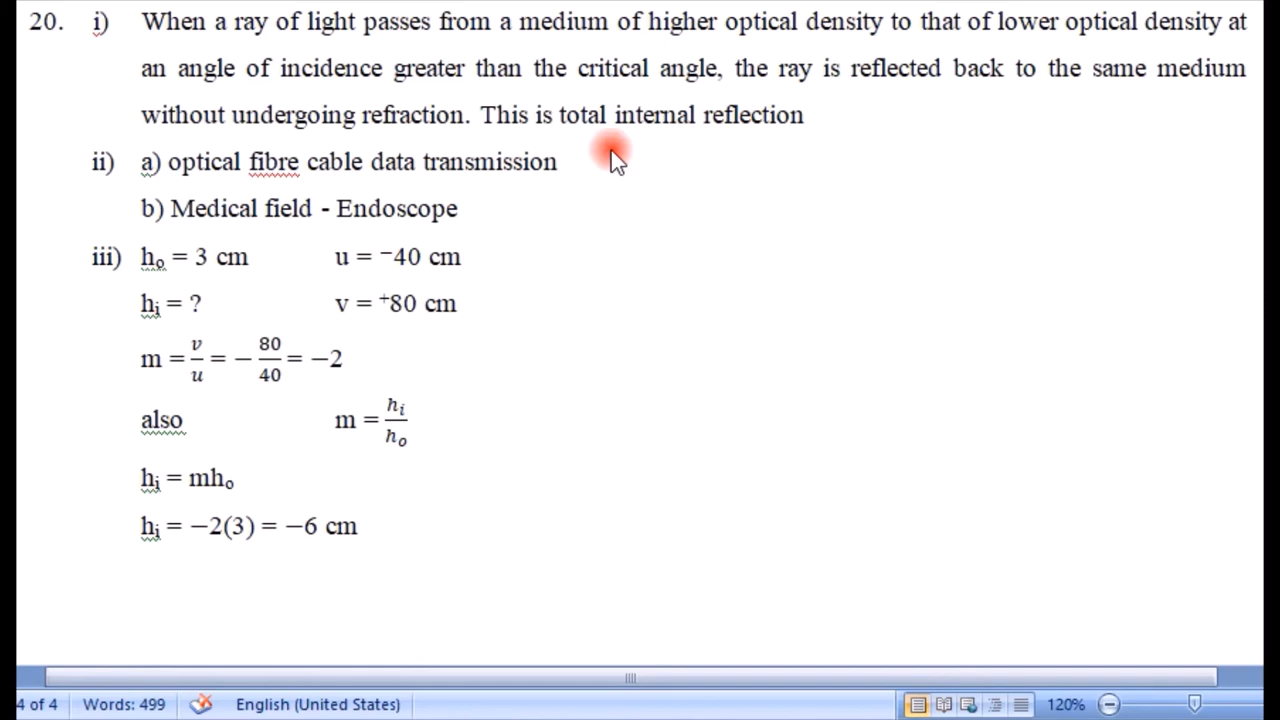 20. i) When a ray of light passes from a medium of higher optical density to that of lower optical density at
an angle of incidence greater than the critical angle, the ray is reflected back to the same medium
without undergoing refraction. This is total internal reflection
ii) a) optical fibre cable data transmission
b) Medical field - Endoscope
iii) hₒ = 3 cm u = ⁻40 cm
hᵢ = ? v = ⁺80 cm
m = v/u = − 80/40 = −2
also m = hᵢ/hₒ
hᵢ = mhₒ
hᵢ = −2(3) = −6 cm
4 of 4 Words: 499 English (United States) 120%